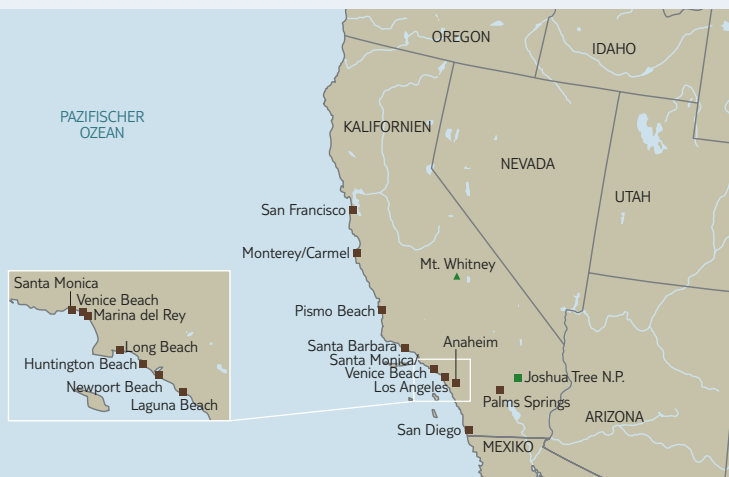 OREGON
IDAHO
PAZIFISCHER
OZEAN
KALIFORNIEN
NEVADA
UTAH
San Francisco
Monterey/Carmel
Mt. Whitney
Santa Monica
Venice Beach
Marina del Rey
Long Beach
Huntington Beach
Newport Beach
Laguna Beach
Pismo Beach
Santa Barbara
Anaheim
Santa Monica/
Venice Beach
Los Angeles
Joshua Tree N.P.
Palms Springs
ARIZONA
San Diego
MEXIKO